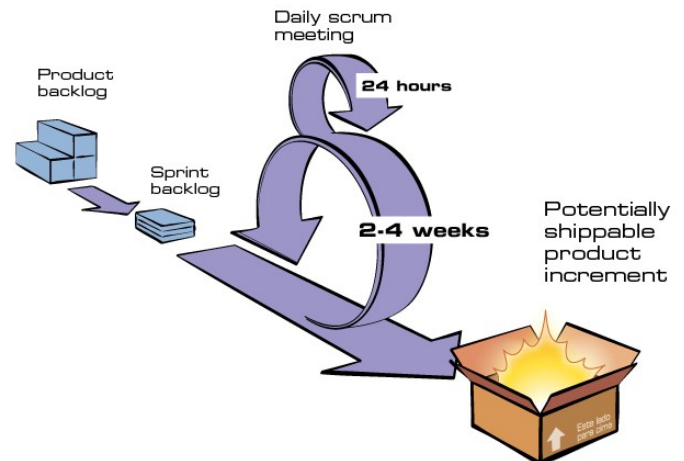 Daily scrum
meeting
24 hours
Product
backlog
Sprint
backlog
2-4 weeks
Potentially
shippable
product
increment
Este lado
para cima